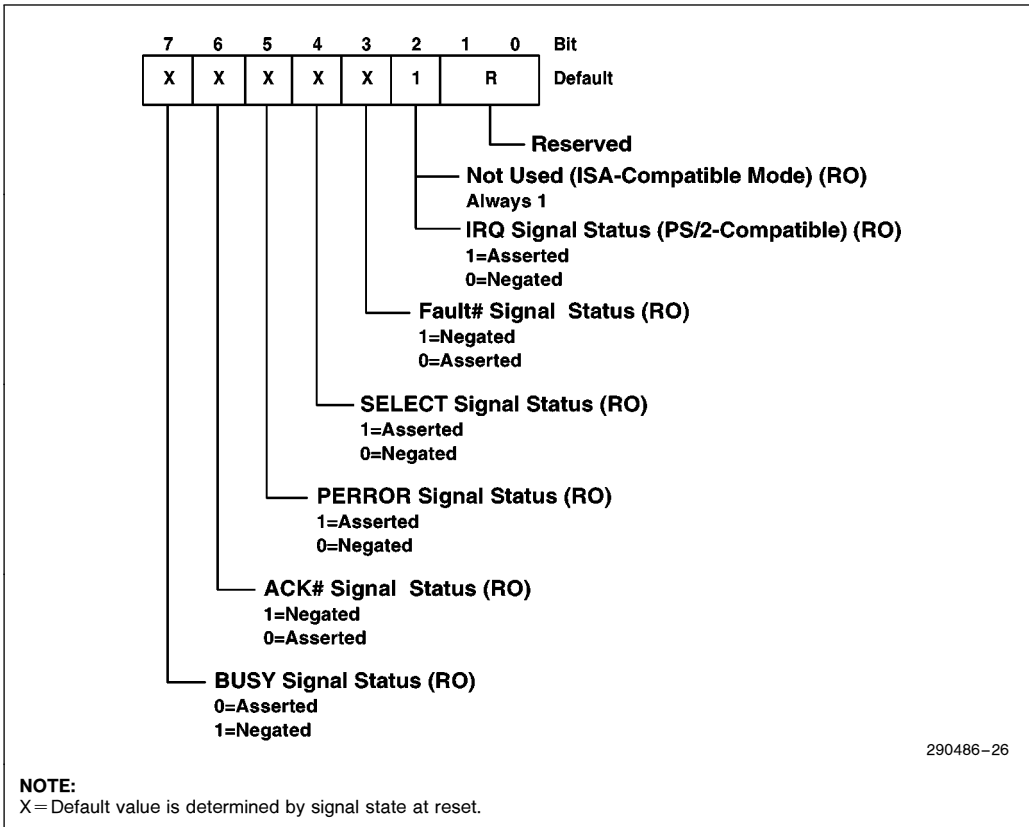 7 6 5 4 3 2 1 0 Bit
X X X X X 1 R Default
Reserved
Not Used (ISA-Compatible Mode) (RO)
Always 1
IRQ Signal Status (PS/2-Compatible) (RO)
1=Asserted
0=Negated
Fault# Signal Status (RO)
1=Negated
0=Asserted
SELECT Signal Status (RO)
1=Asserted
0=Negated
PERROR Signal Status (RO)
1=Asserted
0=Negated
ACK# Signal Status (RO)
1=Negated
0=Asserted
BUSY Signal Status (RO)
0=Asserted
1=Negated
290486–26
NOTE:
X=Default value is determined by signal state at reset.